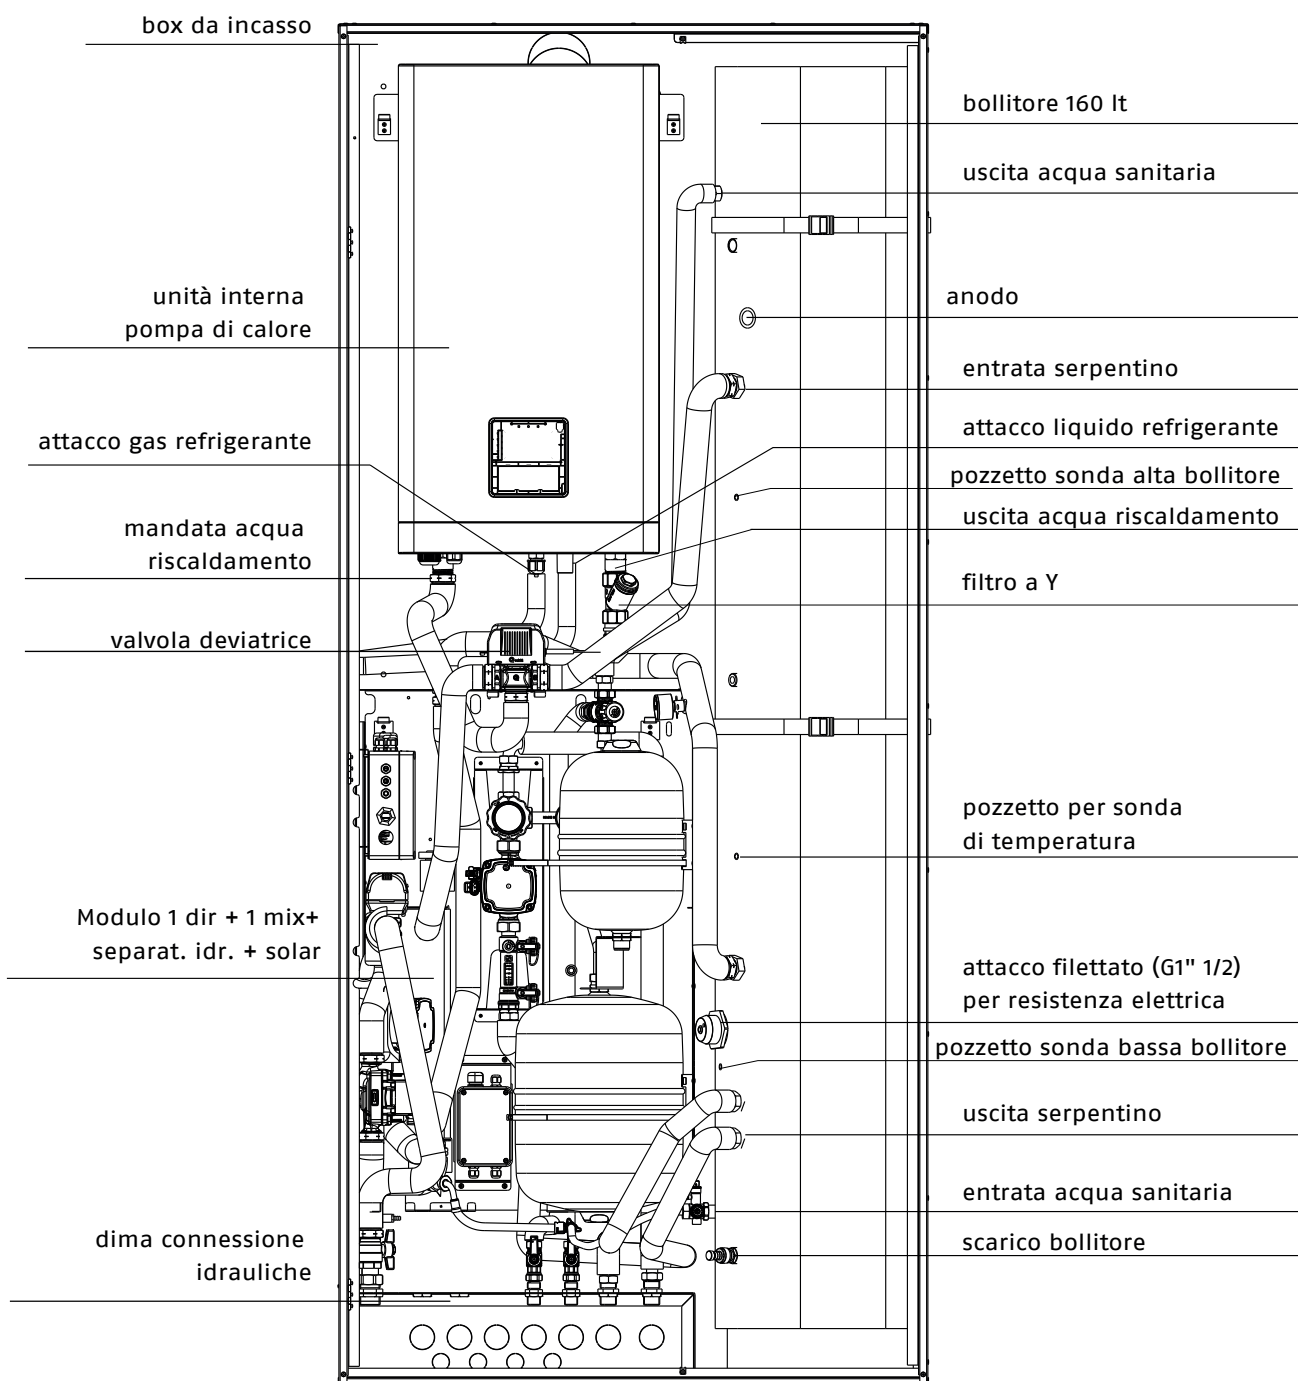 box da incasso
unità interna
pompa di calore
attacco gas refrigerante
mandata acqua
riscaldamento
valvola deviatrice
Modulo 1 dir + 1 mix+
separat. idr. + solar
dima connessione
idrauliche
bollitore 160 lt
uscita acqua sanitaria
anodo
entrata serpentino
attacco liquido refrigerante
pozzetto sonda alta bollitore
uscita acqua riscaldamento
filtro a Y
pozzetto per sonda
di temperatura
attacco filettato (G1" 1/2)
per resistenza elettrica
pozzetto sonda bassa bollitore
uscita serpentino
entrata acqua sanitaria
scarico bollitore